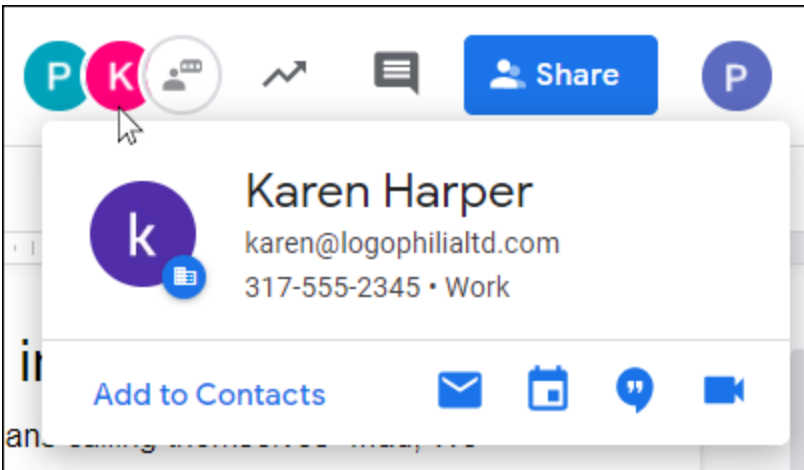 P K Share P
Karen Harper
k
karen@logophilialtd.com
317-555-2345 • Work
Add to Contacts